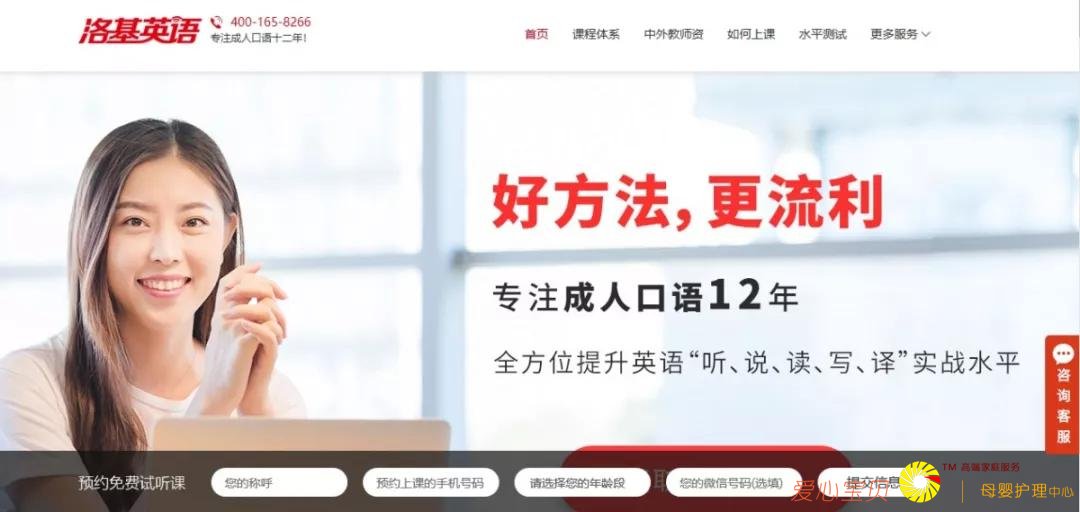 洛基英语
400-165-8266
专注成人口语十二年!
首页 课程体系 中外教师资 如何上课 水平测试 更多服务
好方法,更流利
专注成人口语12年
全方位提升英语“听、说、读、写、译”实战水平
咨询客服
预约免费试听课 您的称呼 预约上课的手机号码 请选择您的年龄段 您的微信号码(选填) 提交信息
爱心宝贝 TM 高端家庭服务
母婴护理中心